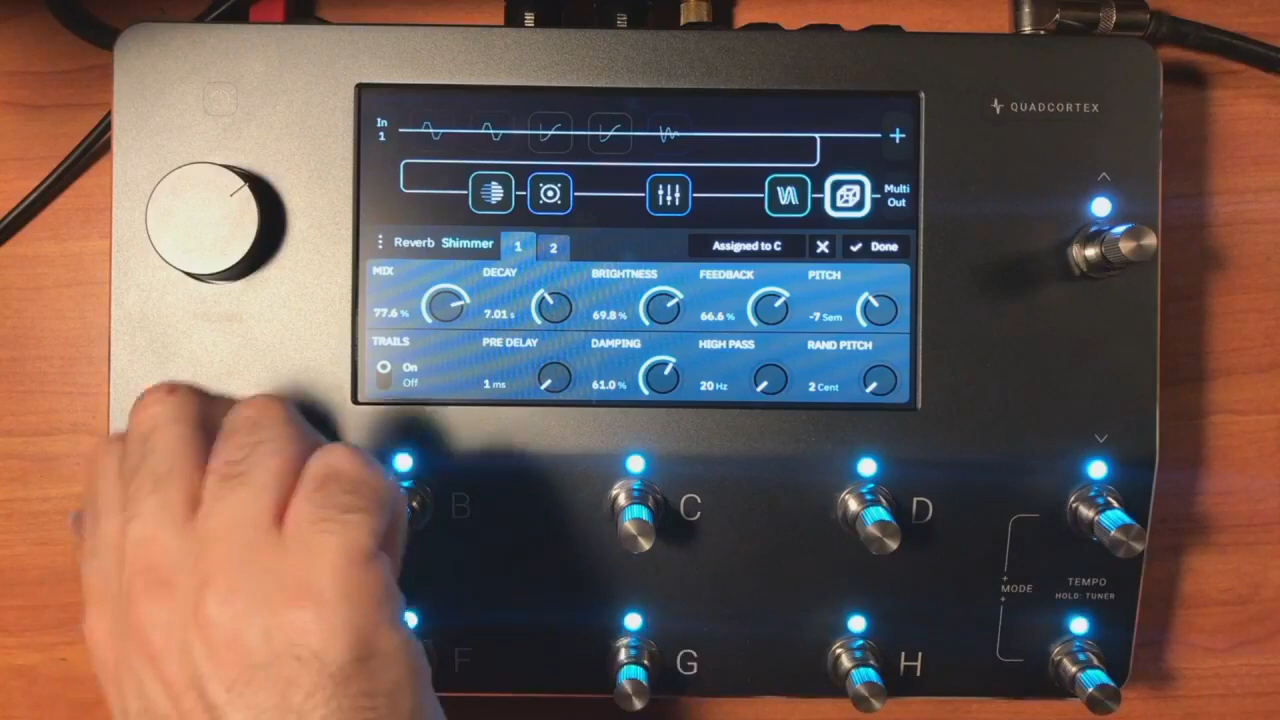 QUADCORTEX
In
1
Multi
Out
Reverb Shimmer 1 2 Assigned to C Done
MIX DECAY BRIGHTNESS FEEDBACK PITCH
77.6 % 7.01 s 69.8 % 66.6 % -7 Sem
TRAILS PRE DELAY DAMPING HIGH PASS RAND PITCH
On
Off 1 ms 61.0 % 20 Hz 2 Cent
B C D
MODE
TEMPO
HOLD: TUNER
F G H